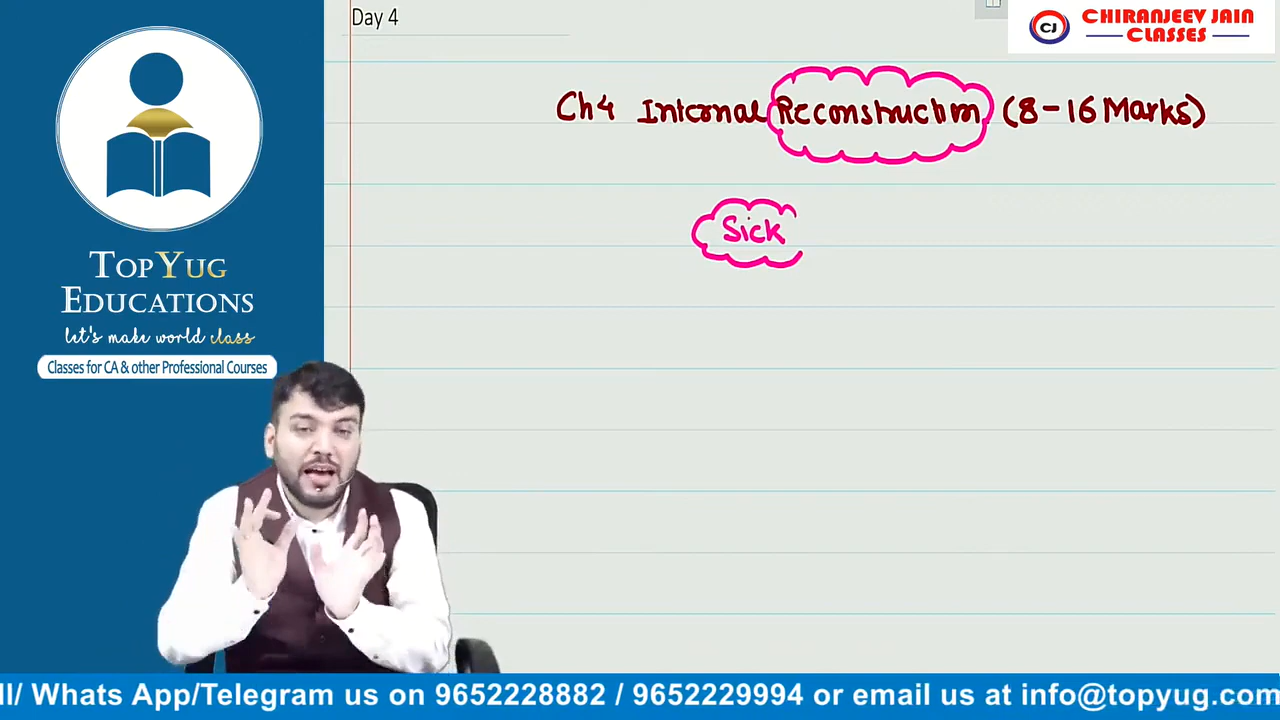 Day 4
CHIRANJEEV JAIN
CLASSES
CJ
Ch4 Internal Reconstruction (8-16 Marks)
Sick
TOPYUG
EDUCATIONS
let's make world class
Classes for CA & other Professional Courses
ll/ Whats App/Telegram us on 9652228882 / 9652229994 or email us at info@topyug.com